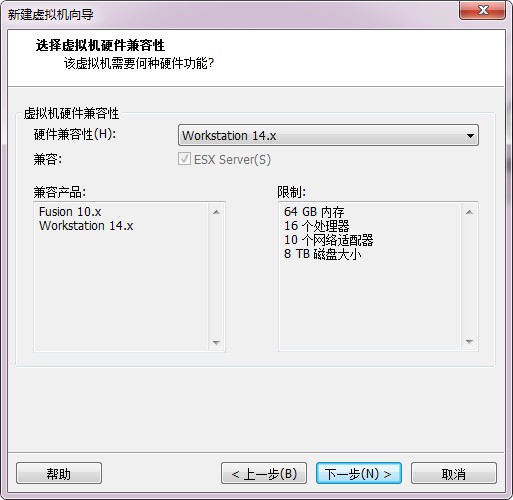 新建虚拟机向导
选择虚拟机硬件兼容性
该虚拟机需要何种硬件功能?
虚拟机硬件兼容性
硬件兼容性(H): Workstation 14.x
兼容: ESX Server(S)
兼容产品: 限制:
Fusion 10.x
Workstation 14.x
64 GB 内存
16 个处理器
10 个网络适配器
8 TB 磁盘大小
帮助 < 上一步(B) 下一步(N) > 取消